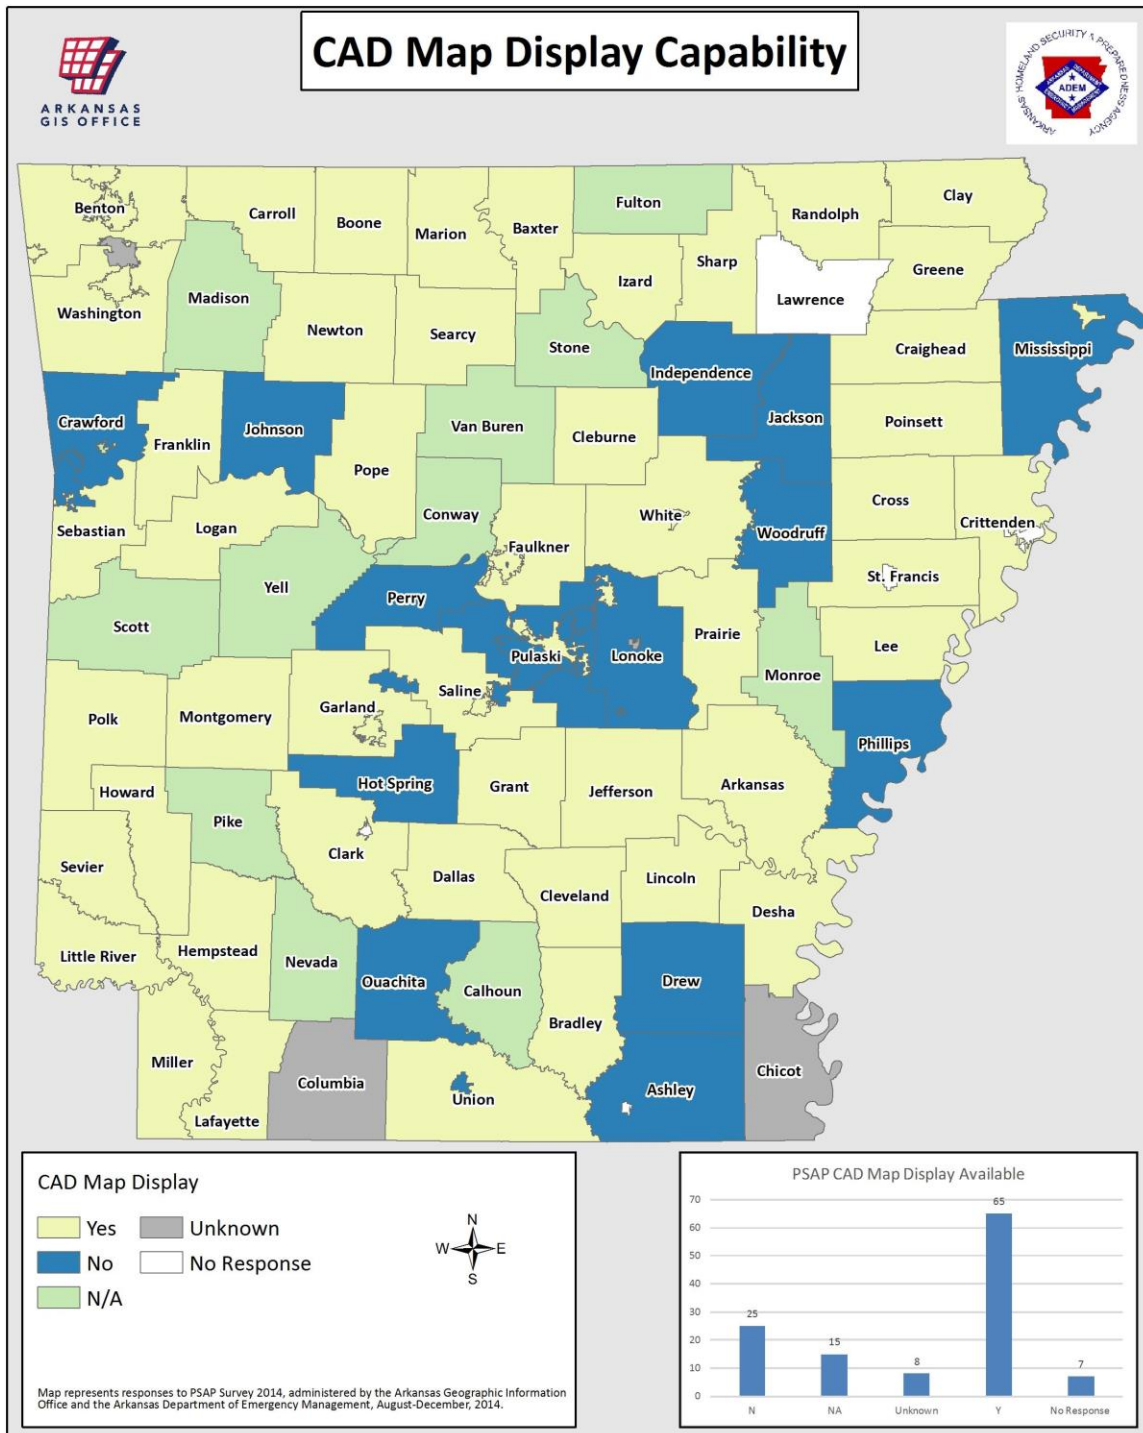 CAD Map Display Capability
ARKANSAS
GIS OFFICE
ARKANSAS HOMELAND SECURITY & PREPAREDNESS AGENCY
ADEM
Benton
Carroll
Boone
Marion
Baxter
Fulton
Randolph
Clay
Washington
Madison
Newton
Searcy
Stone
Izard
Sharp
Lawrence
Greene
Craighead
Mississippi
Crawford
Franklin
Johnson
Pope
Van Buren
Cleburne
Independence
Jackson
Poinsett
Sebastian
Logan
Conway
Faulkner
White
Woodruff
Cross
Crittenden
Scott
Yell
Perry
Pulaski
Lonoke
Prairie
St. Francis
Lee
Monroe
Polk
Montgomery
Garland
Saline
Hot Spring
Grant
Jefferson
Arkansas
Phillips
Howard
Pike
Clark
Dallas
Cleveland
Lincoln
Desha
Sevier
Little River
Hempstead
Nevada
Ouachita
Calhoun
Bradley
Drew
Miller
Lafayette
Columbia
Union
Ashley
Chicot
CAD Map Display
Yes
Unknown
No
No Response
N/A
N
W
E
S
Map represents responses to PSAP Survey 2014, administered by the Arkansas Geographic Information
Office and the Arkansas Department of Emergency Management, August-December, 2014.
PSAP CAD Map Display Available
70
60
50
40
30
20
10
0
25
15
8
65
7
N
NA
Unknown
Y
No Response